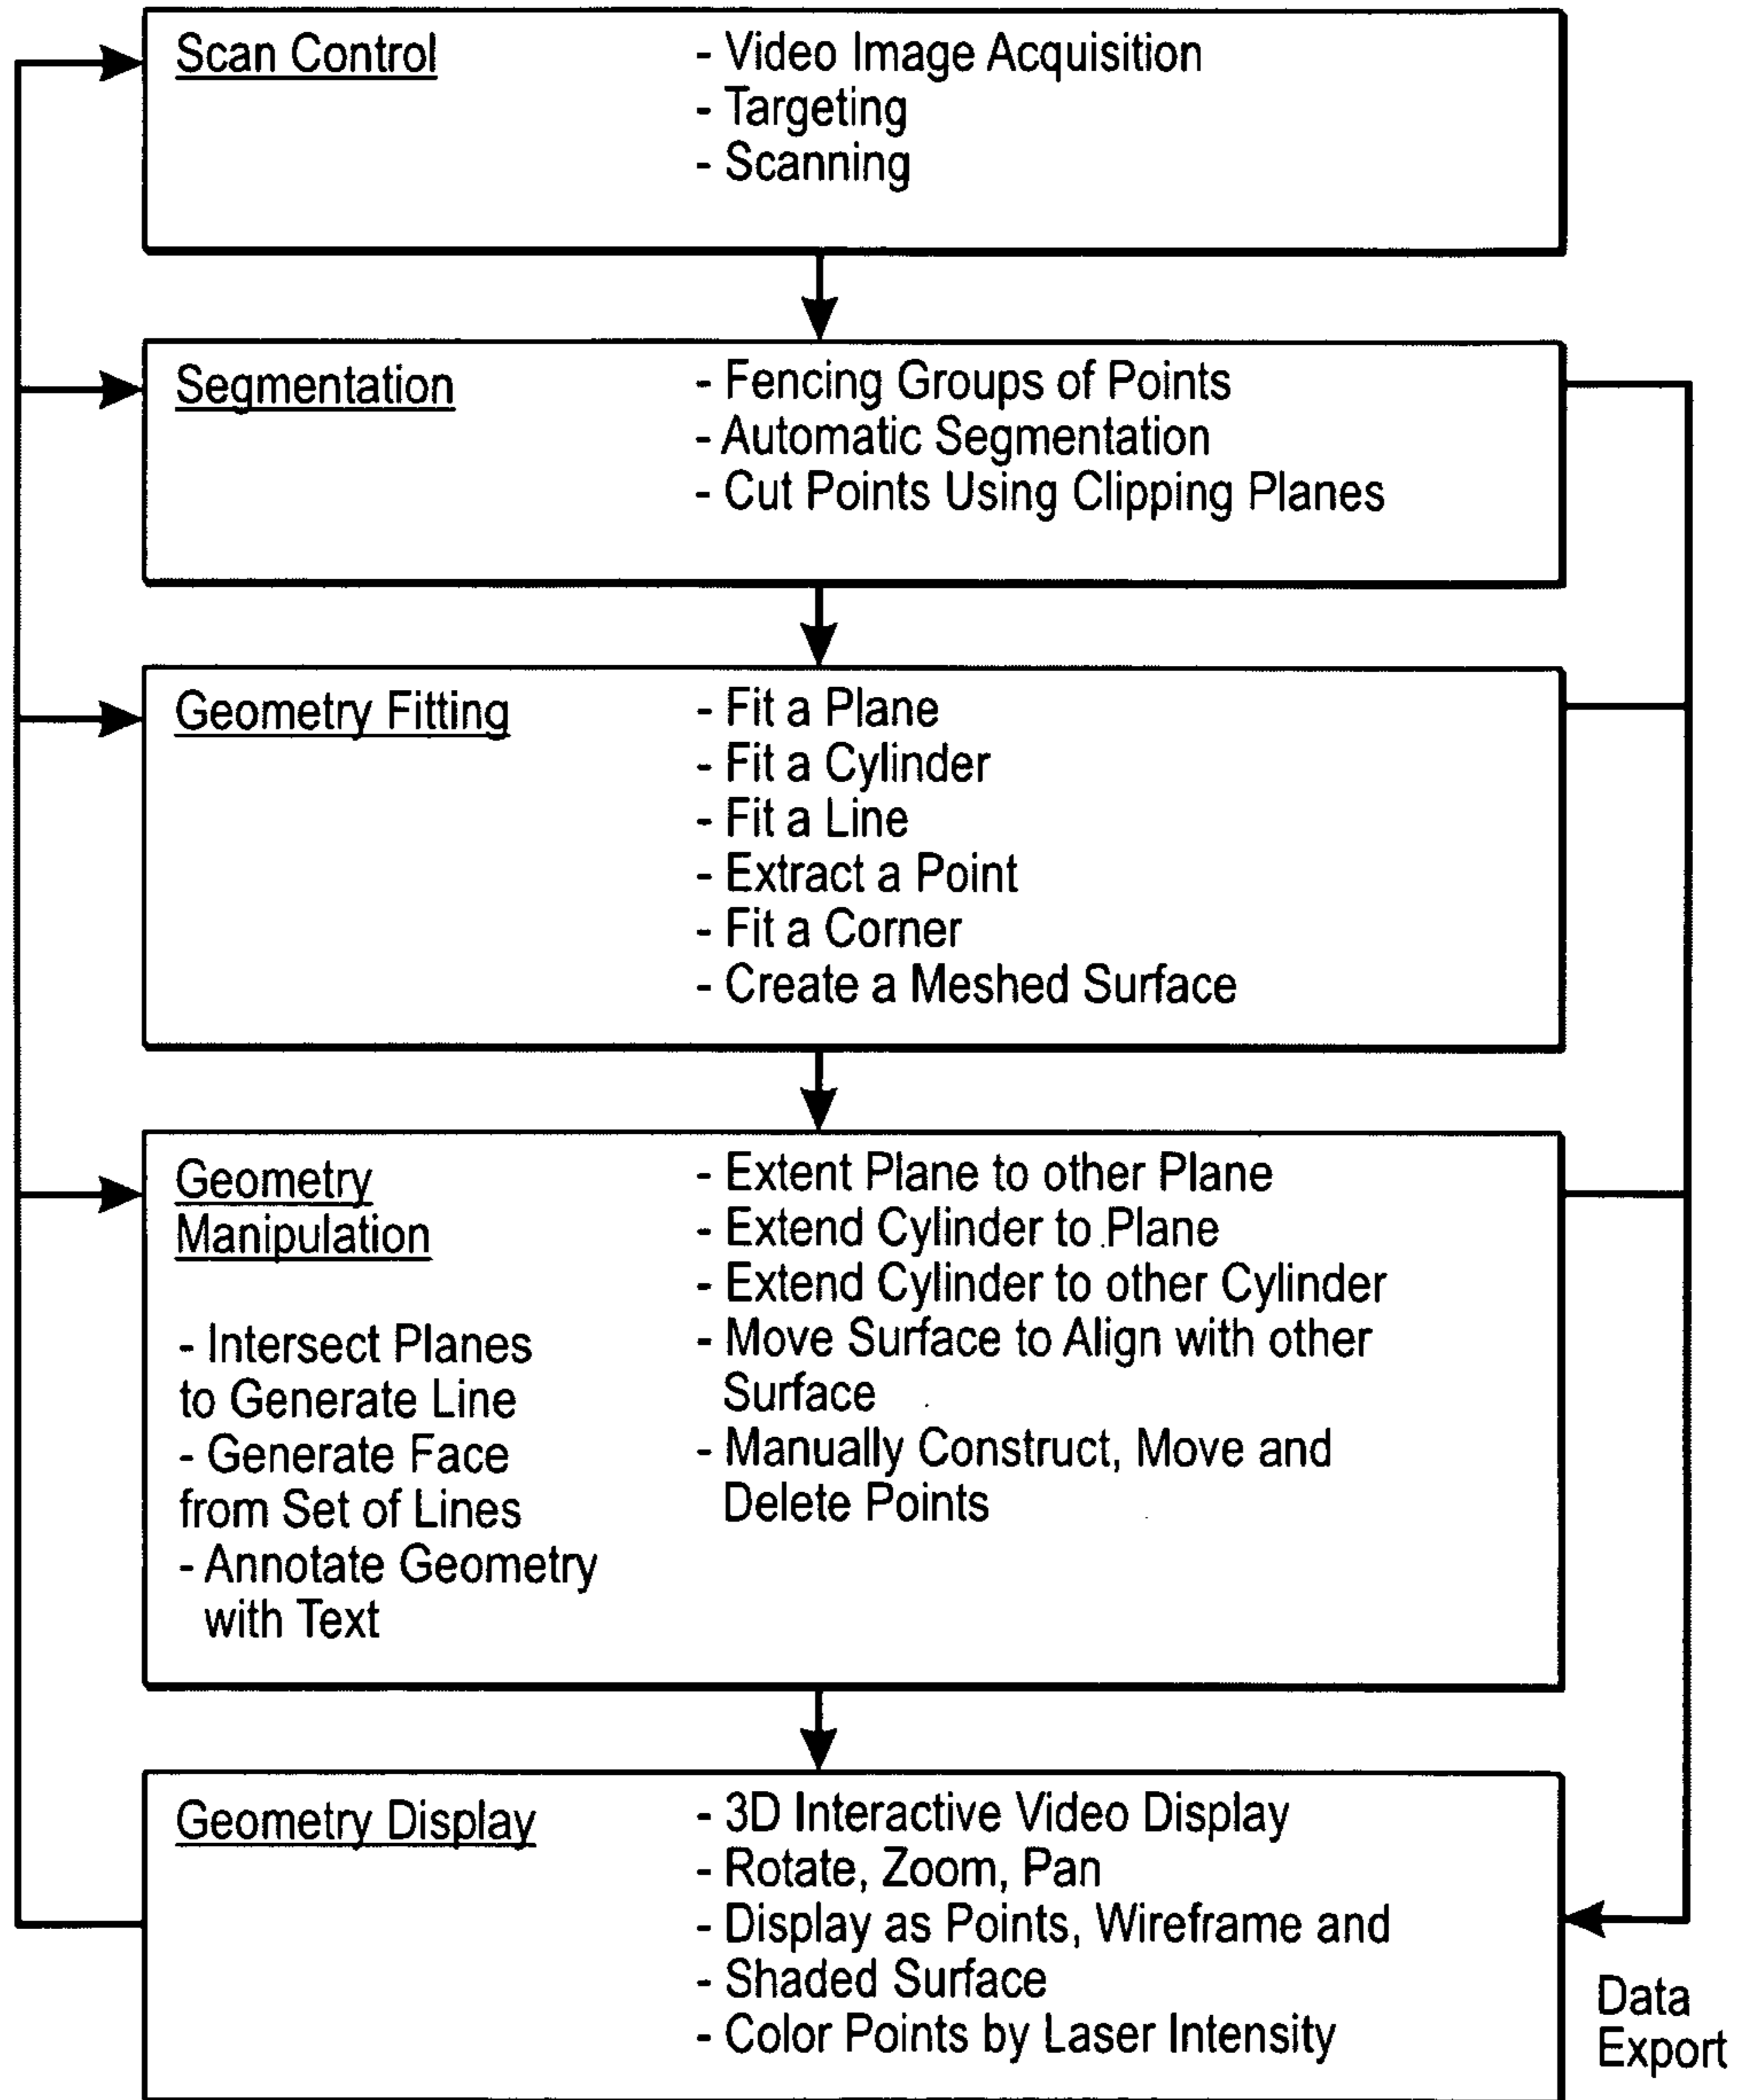 Scan Control
- Video Image Acquisition
- Targeting
- Scanning
Segmentation
- Fencing Groups of Points
- Automatic Segmentation
- Cut Points Using Clipping Planes
Geometry Fitting
- Fit a Plane
- Fit a Cylinder
- Fit a Line
- Extract a Point
- Fit a Corner
- Create a Meshed Surface
Geometry
Manipulation
- Intersect Planes
to Generate Line
- Generate Face
from Set of Lines
- Annotate Geometry
with Text
- Extent Plane to other Plane
- Extend Cylinder to Plane
- Extend Cylinder to other Cylinder
- Move Surface to Align with other
Surface
- Manually Construct, Move and
Delete Points
Geometry Display
- 3D Interactive Video Display
- Rotate, Zoom, Pan
- Display as Points, Wireframe and
- Shaded Surface
- Color Points by Laser Intensity
Data
Export